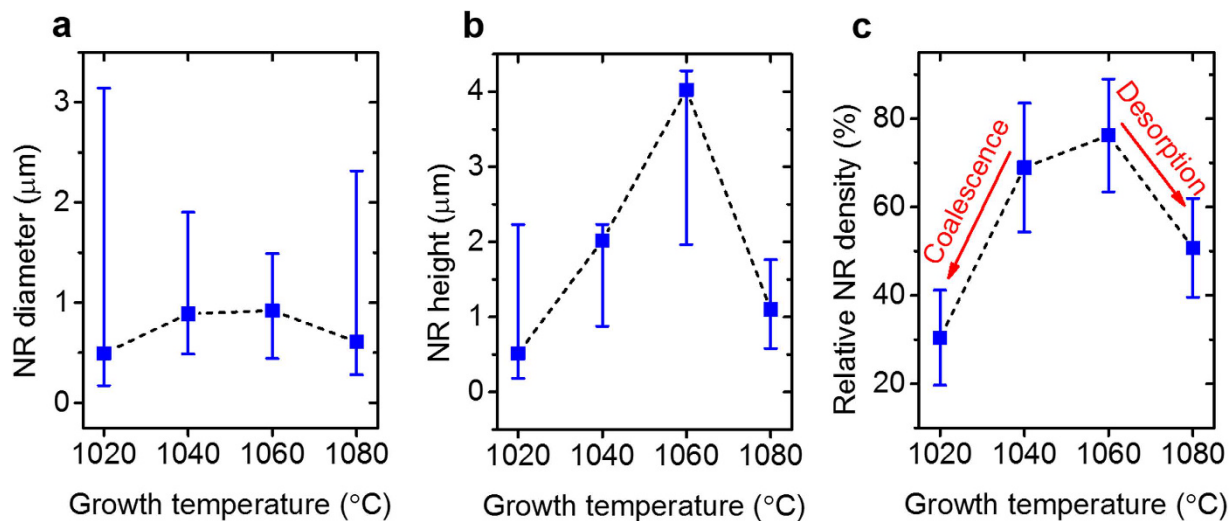 a
NR diameter (μm)
3
2
1
0
1020 1040 1060 1080
Growth temperature (°C)
b
NR height (μm)
4
3
2
1
0
1020 1040 1060 1080
Growth temperature (°C)
c
Relative NR density (%)
80
60
40
20
Coalescence
Desorption
1020 1040 1060 1080
Growth temperature (°C)